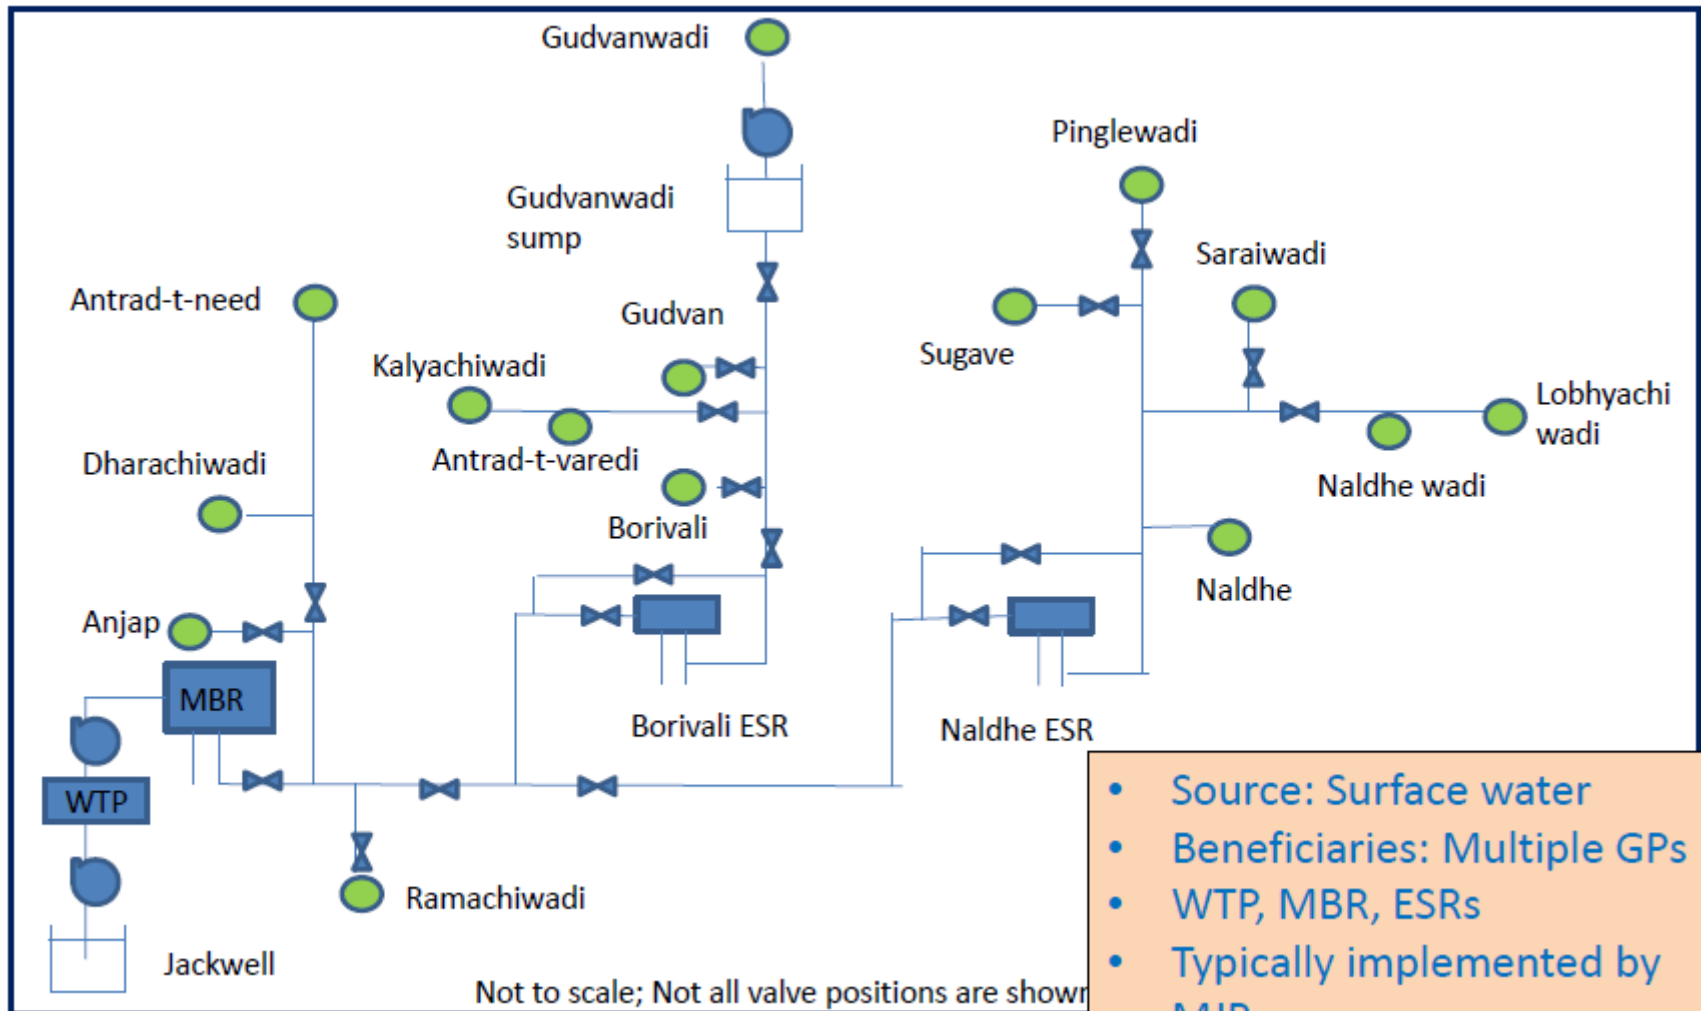 Gudvanwadi
Pinglewadi
Gudvanwadi
sump
Saraiwadi
Antrad-t-need
Gudvan
Sugave
Kalyachiwadi
Lobhyachi
wadi
Dharachiwadi
Antrad-t-varedi
Naldhe wadi
Borivali
Naldhe
Anjap
MBR
Borivali ESR
Naldhe ESR
WTP
Ramachiwadi
Jackwell
Not to scale; Not all valve positions are shown
• Source: Surface water
• Beneficiaries: Multiple GPs
• WTP, MBR, ESRs
• Typically implemented by